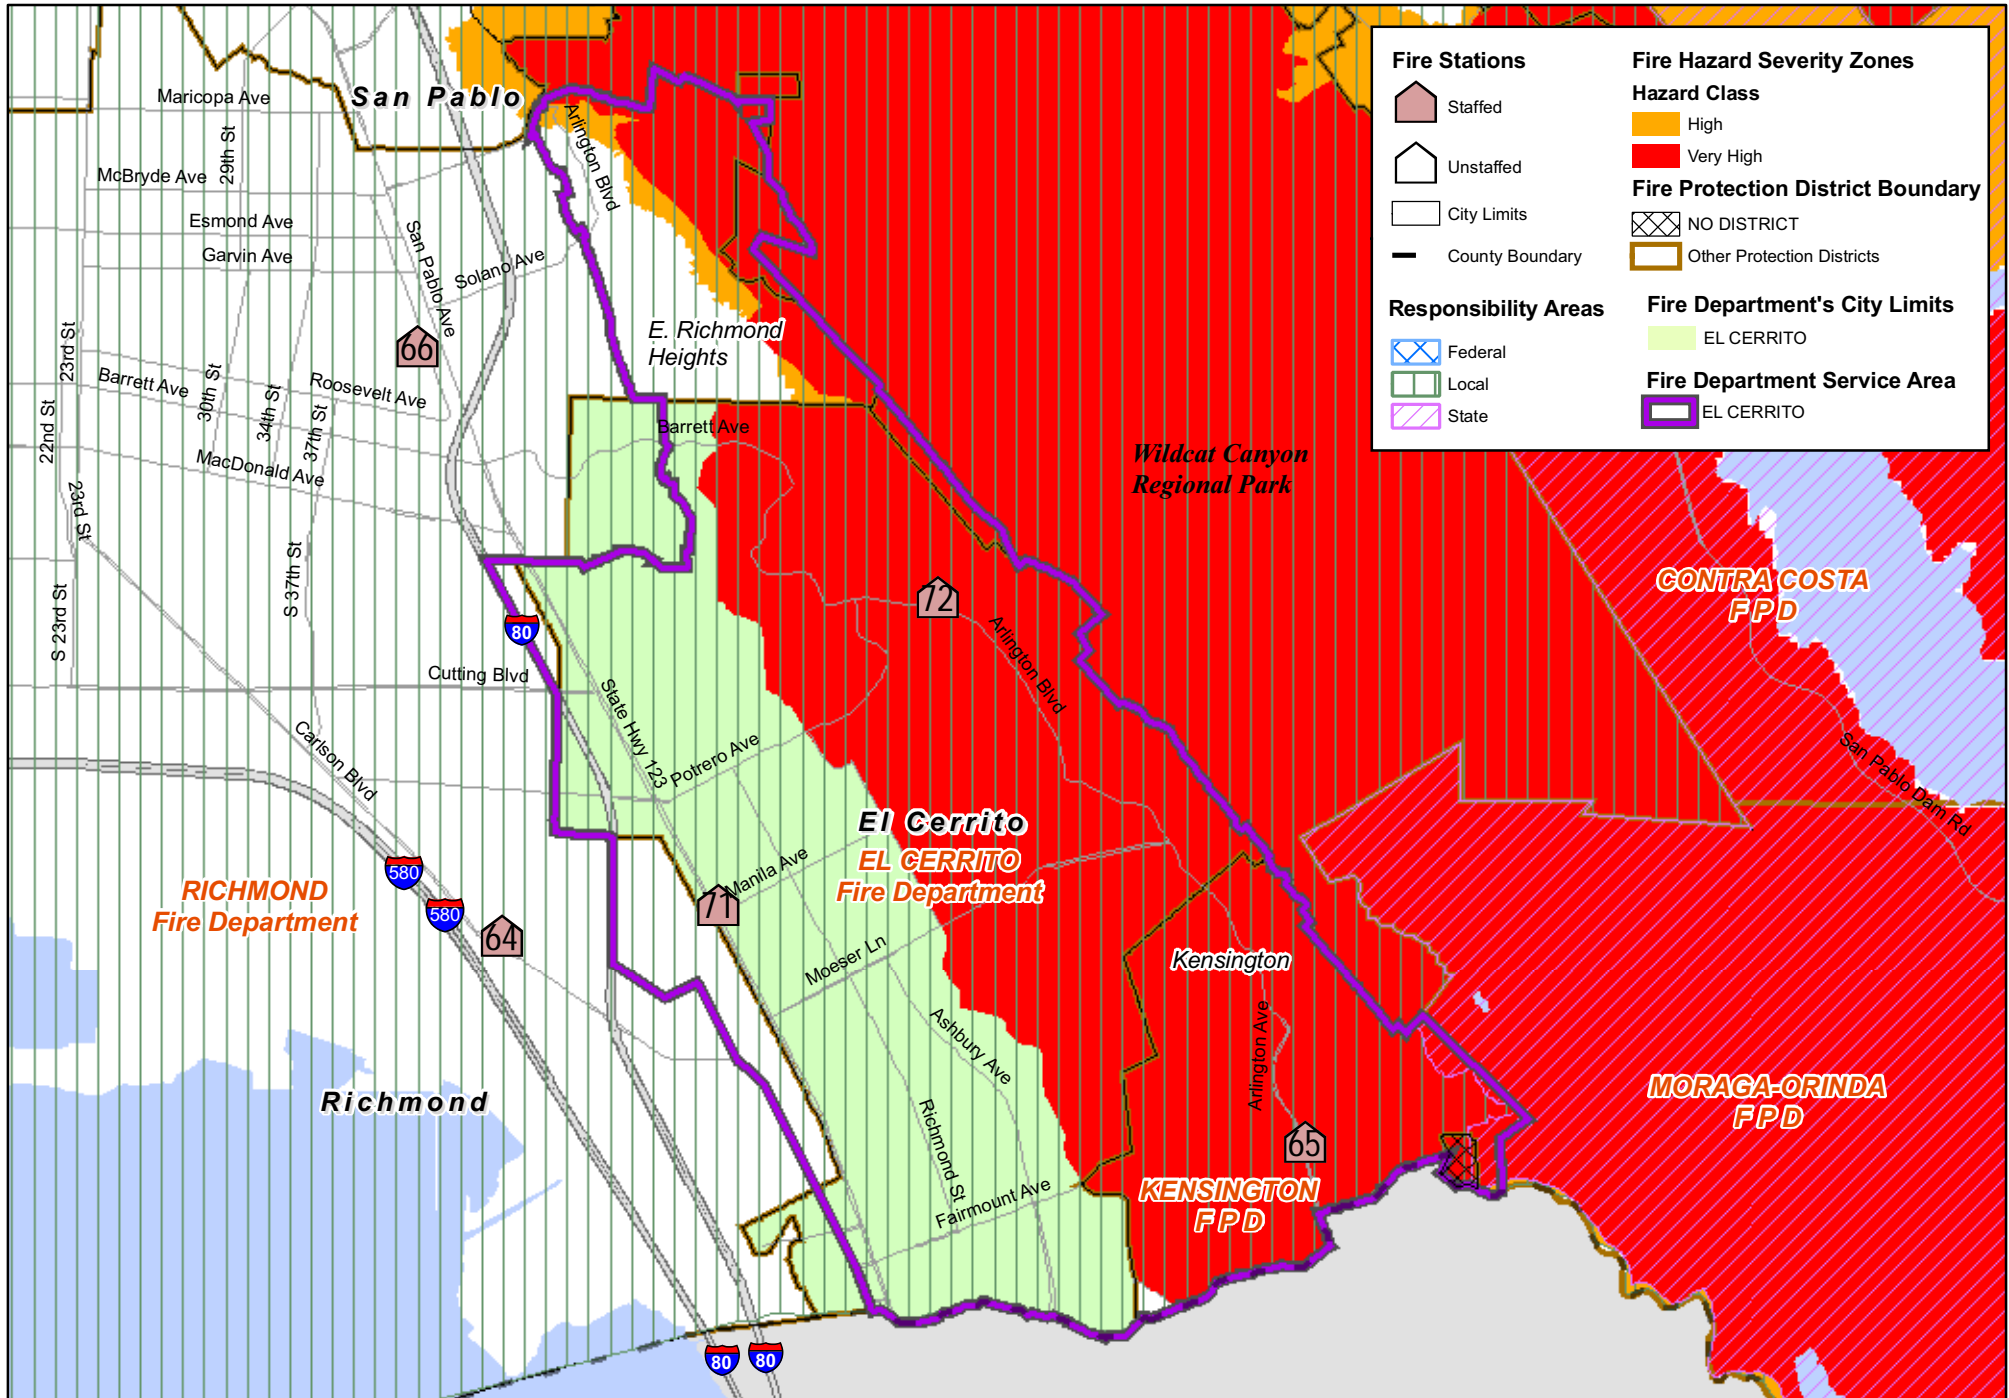 Fire Stations
Staffed
Unstaffed
City Limits
County Boundary
Responsibility Areas
Federal
Local
State
Fire Hazard Severity Zones
Hazard Class
High
Very High
Fire Protection District Boundary
NO DISTRICT
Other Protection Districts
Fire Department's City Limits
EL CERRITO
Fire Department Service Area
EL CERRITO
San Pablo
Maricopa Ave
29th St
McBryde Ave
Esmond Ave
Garvin Ave
San Pablo Ave
Solano Ave
Arlington Blvd
E. Richmond
Heights
66
23rd St
Barrett Ave
30th St
34th St
Roosevelt Ave
37th St
22nd St
MacDonald Ave
23rd St
Barrett Ave
Wildcat Canyon
Regional Park
S 37th St
S 23rd St
80
72
Arlington Blvd
CONTRA COSTA
FPD
Cutting Blvd
State Hwy 123
Carlson Blvd
Potrero Ave
San Pablo Dam Rd
El Cerrito
EL CERRITO
Fire Department
Manila Ave
71
580
580
64
RICHMOND
Fire Department
Moeser Ln
Kensington
Ashbury Ave
Arlington Ave
Richmond
Richmond St
Fairmount Ave
65
KENSINGTON
FPD
MORAGA-ORINDA
FPD
80
80